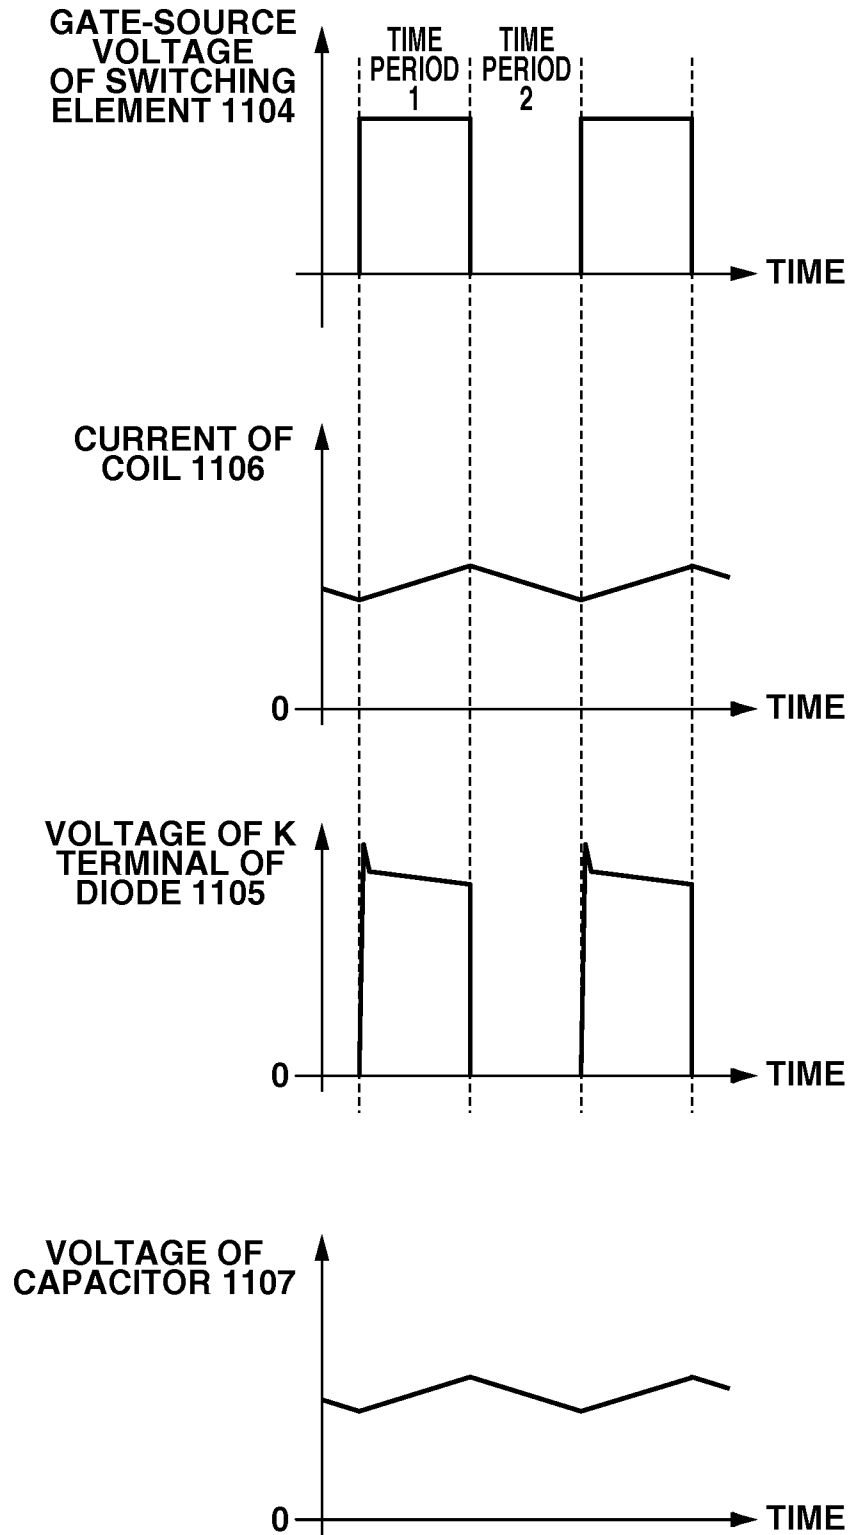 GATE-SOURCE
VOLTAGE
OF SWITCHING
ELEMENT 1104
TIME
PERIOD
1
TIME
PERIOD
2
TIME
CURRENT OF
COIL 1106
0
TIME
VOLTAGE OF K
TERMINAL OF
DIODE 1105
0
TIME
VOLTAGE OF
CAPACITOR 1107
0
TIME